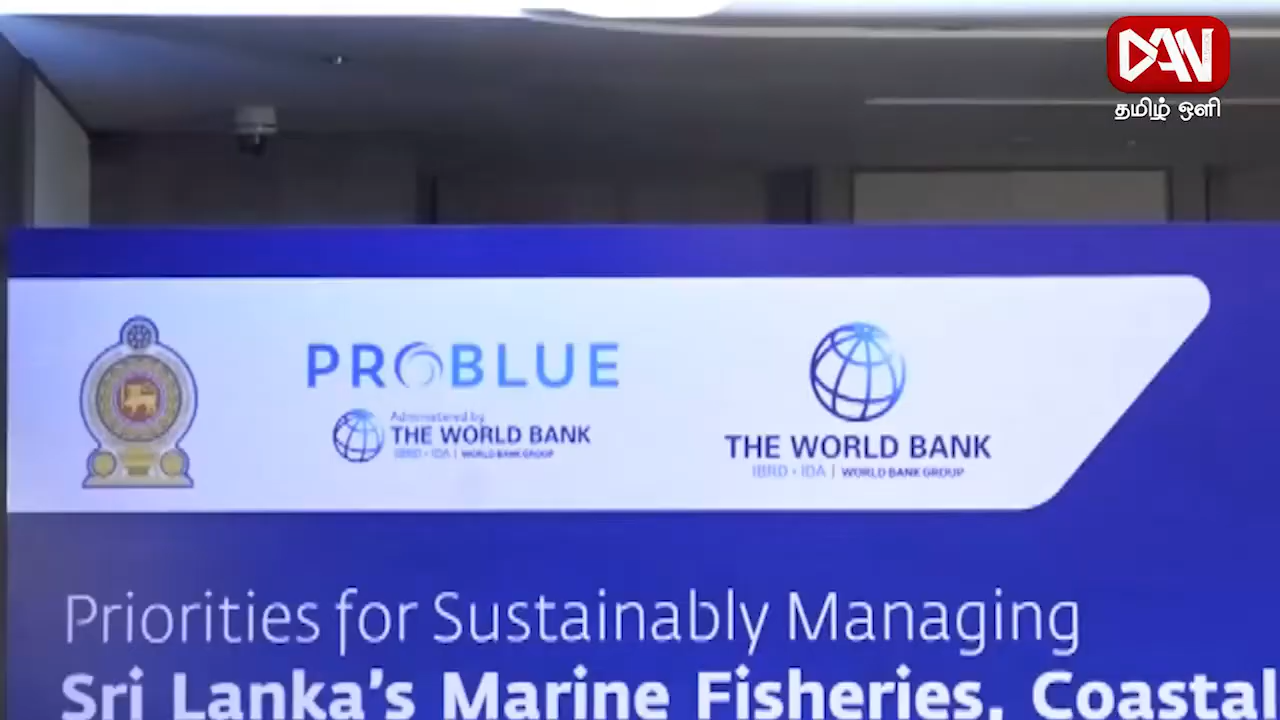 DAN
தமிழ் ஒளி
PROBLUE
Administered by
THE WORLD BANK
IBRD • IDA | WORLD BANK GROUP
THE WORLD BANK
IBRD • IDA | WORLD BANK GROUP
Priorities for Sustainably Managing
Sri Lanka's Marine Fisheries, Coastal